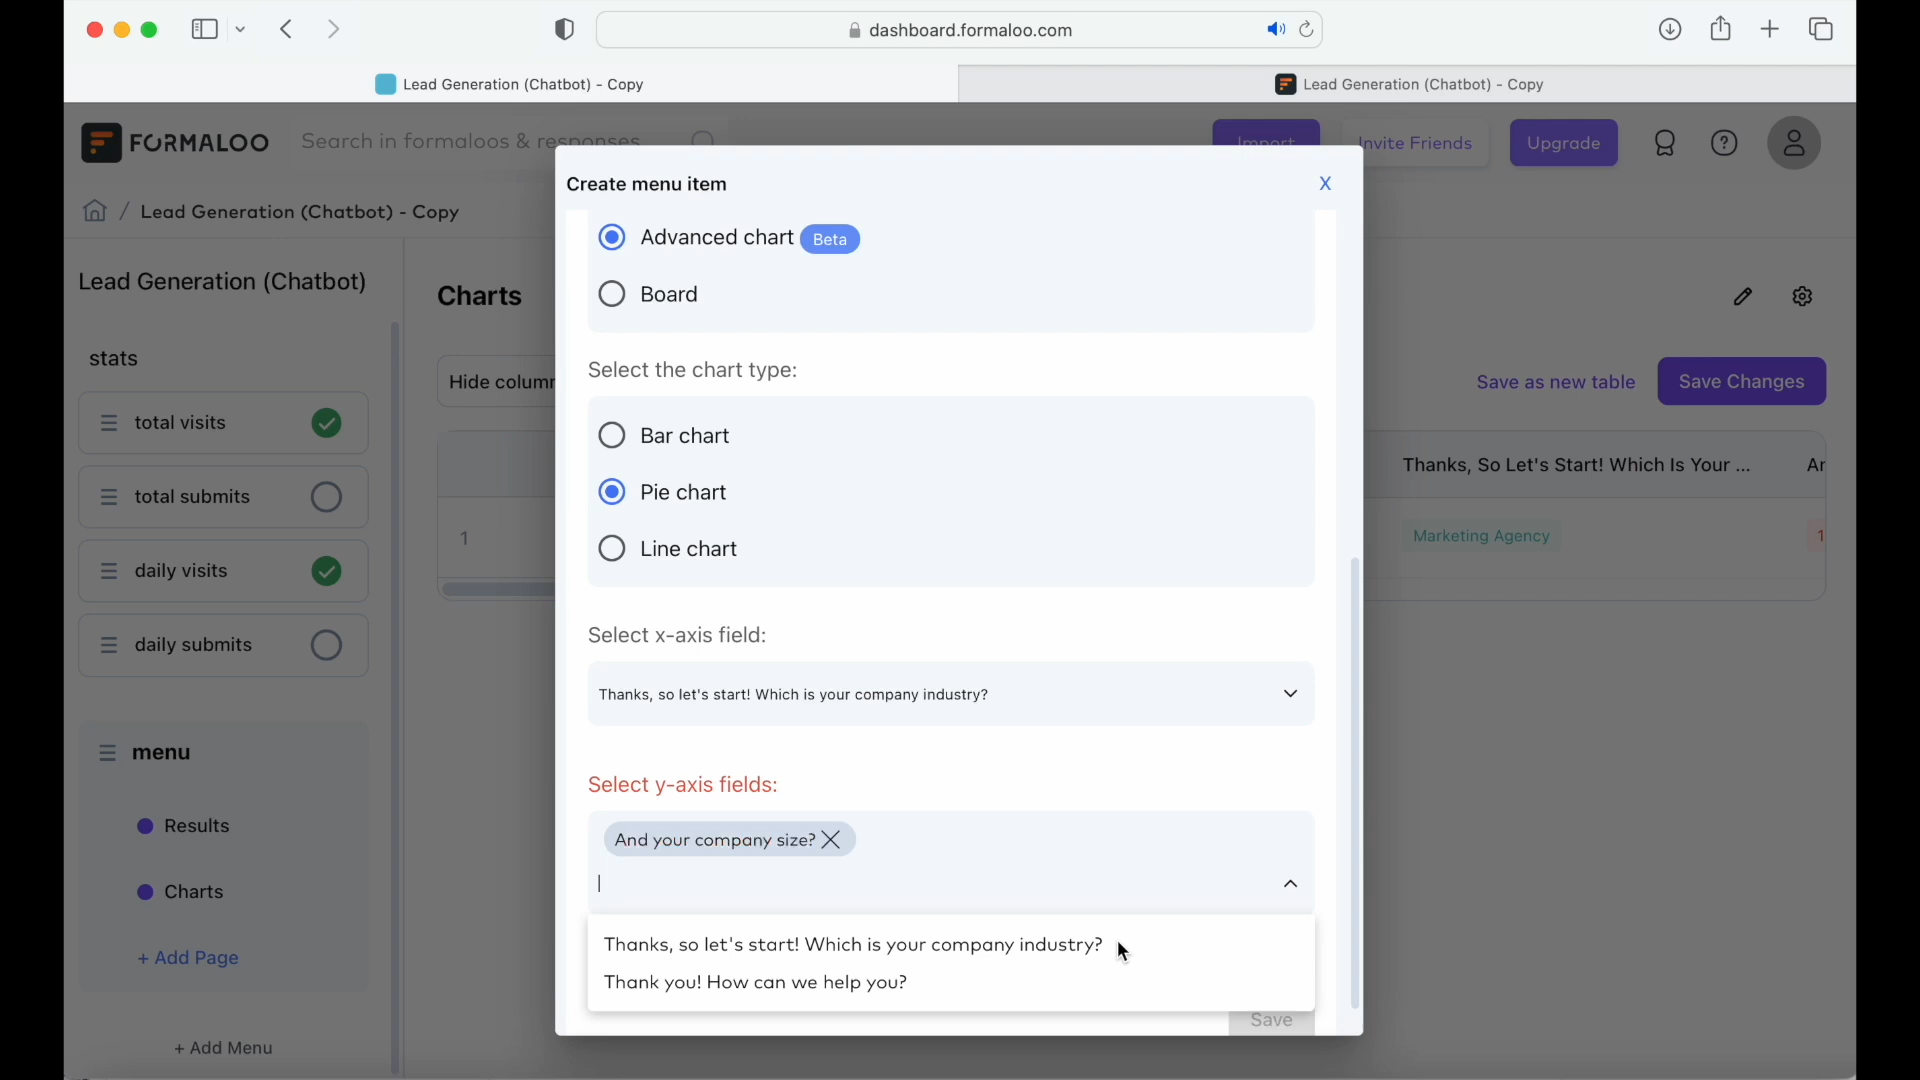 dashboard.formaloo.com
Lead Generation (Chatbot) - Copy
Lead Generation (Chatbot) - Copy
FORMALOO
Search in formaloos & responses
Import
Invite Friends
Upgrade
/ Lead Generation (Chatbot) - Copy
Create menu item
X
Advanced chart Beta
Board
Lead Generation (Chatbot)
Charts
stats
Select the chart type:
Hide column
Save as new table
Save Changes
total visits
Bar chart
Thanks, So Let's Start! Which Is Your ...
Ar
total submits
Pie chart
1
Marketing Agency
1
Line chart
daily visits
Select x-axis field:
daily submits
Thanks, so let's start! Which is your company industry?
menu
Select y-axis fields:
Results
And your company size?
Charts
Thanks, so let's start! Which is your company industry?
+ Add Page
Thank you! How can we help you?
Save
+ Add Menu